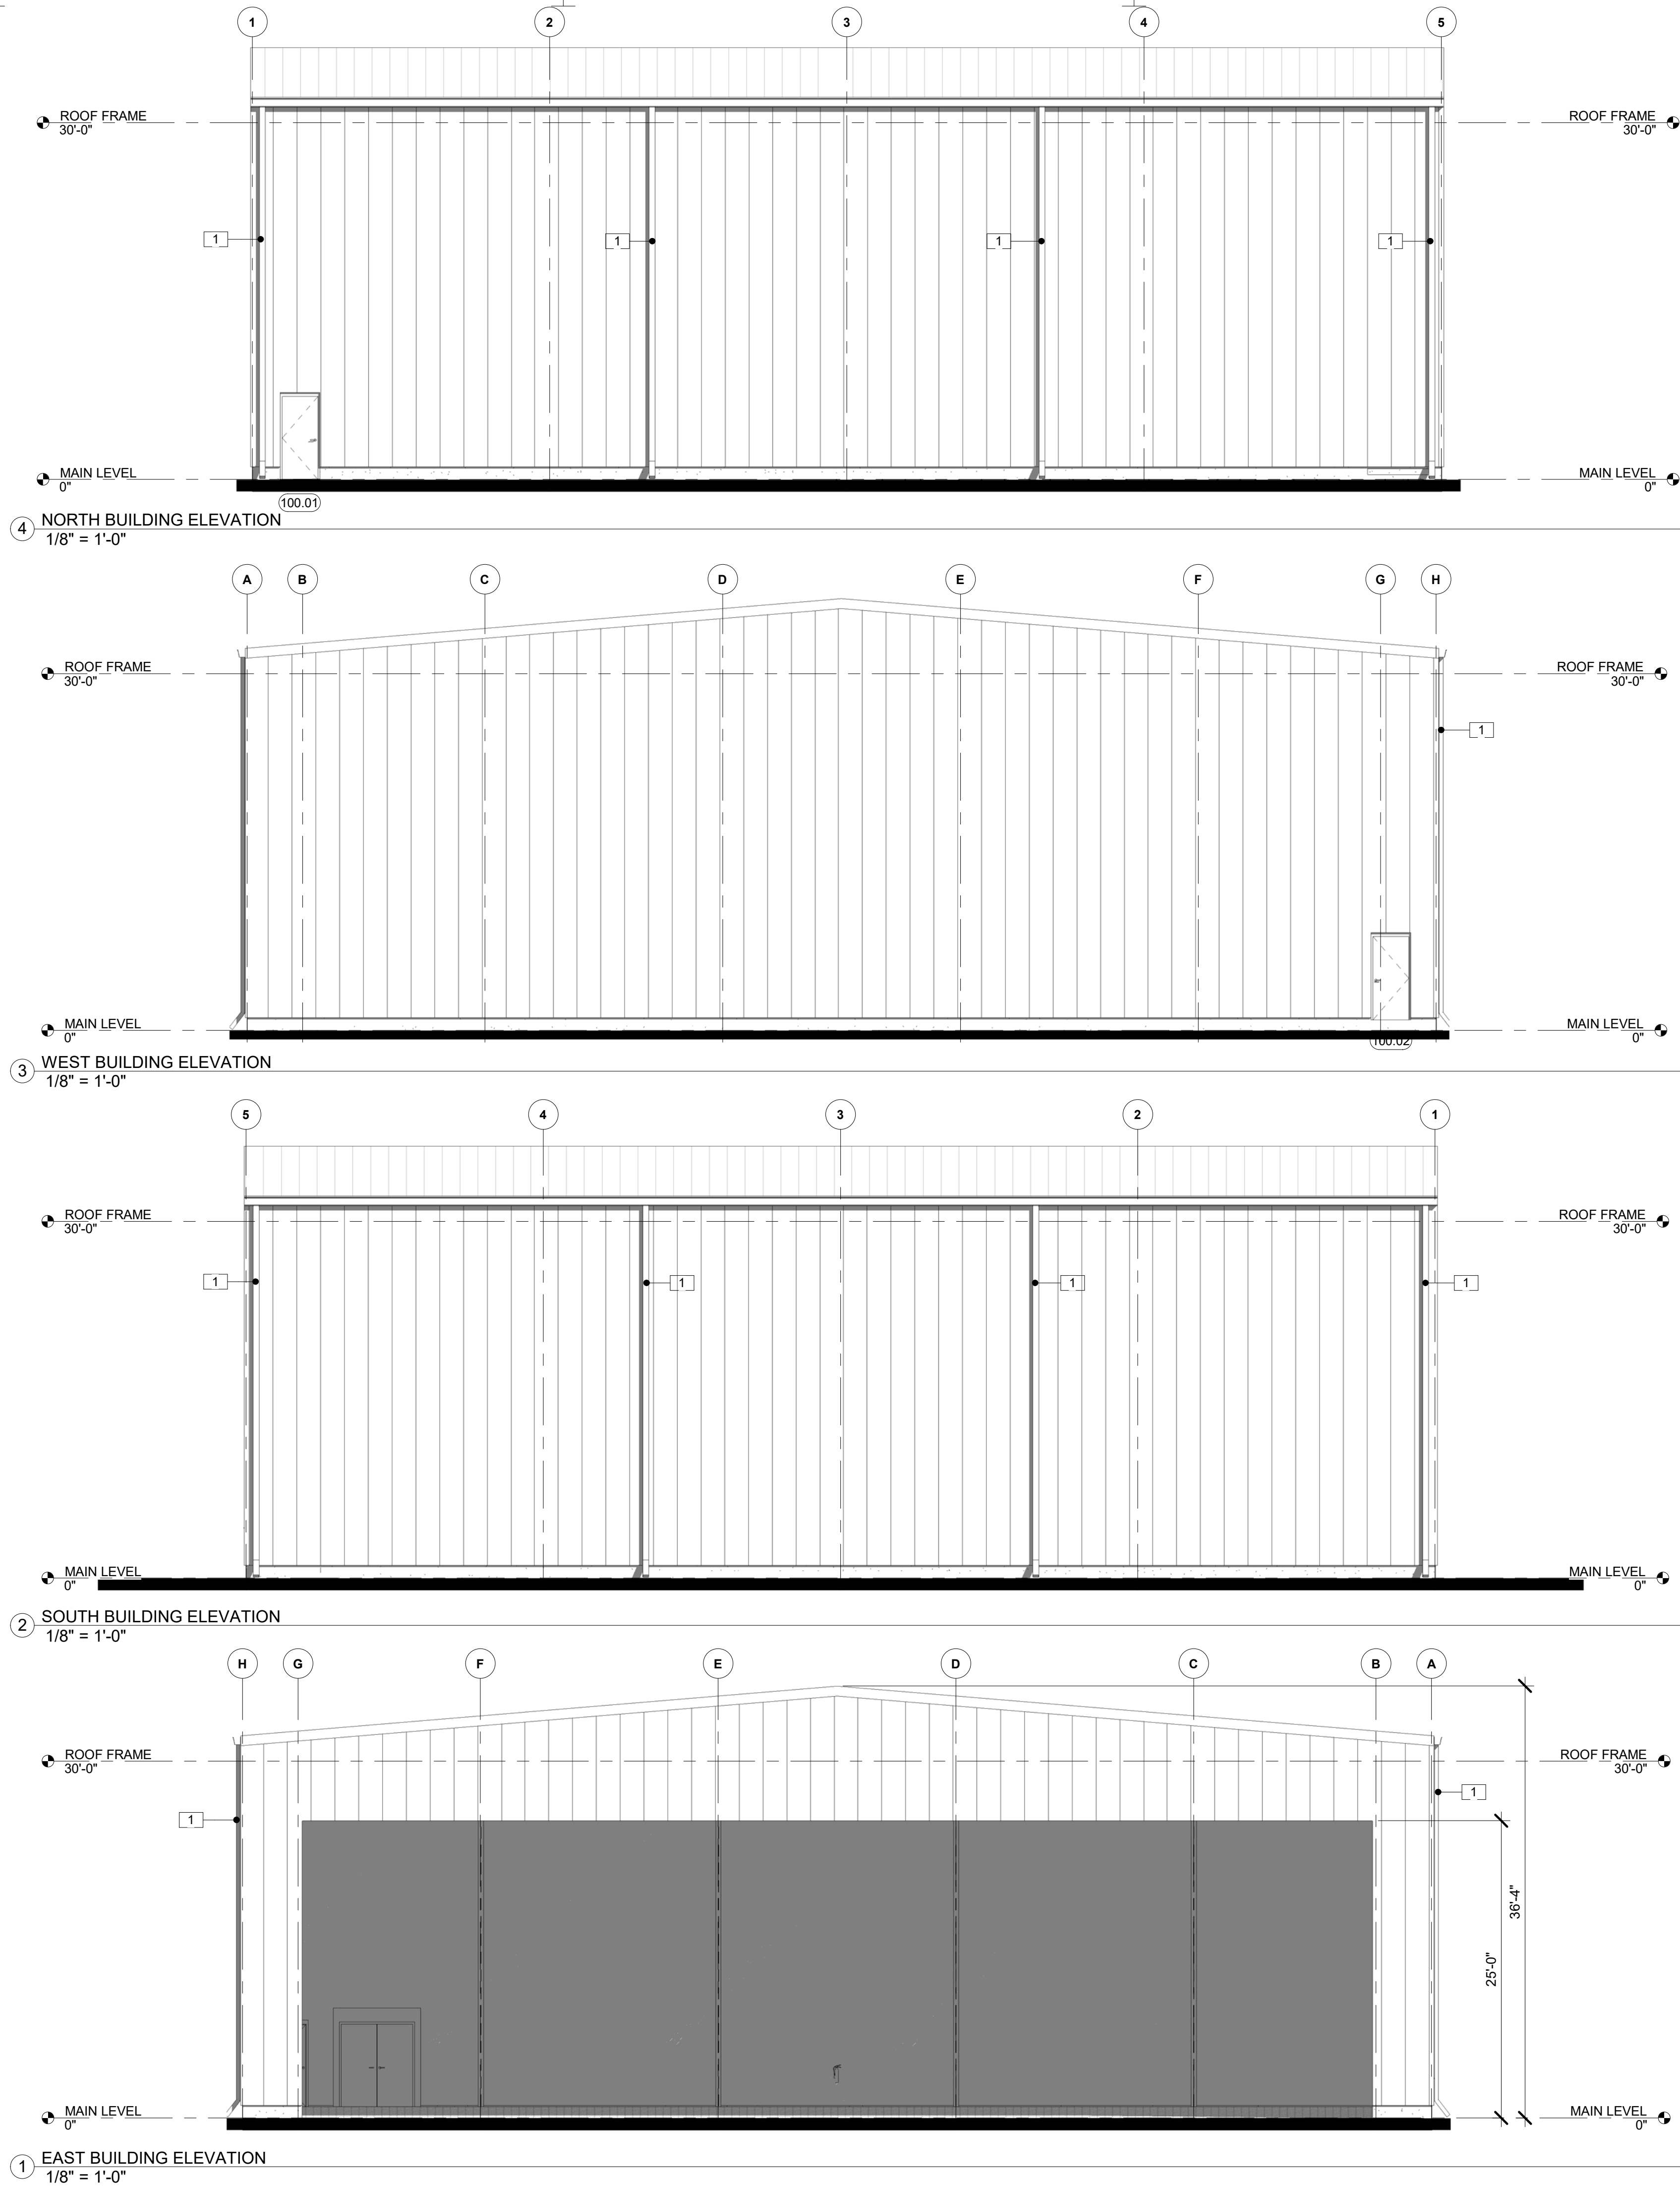 1 2 3 4 5
ROOF FRAME
30'-0"
ROOF FRAME
30'-0"
1 1 1 1
MAIN LEVEL
0"
MAIN LEVEL
0"
100.01
4 NORTH BUILDING ELEVATION
1/8" = 1'-0"
A B C D E F G H
ROOF FRAME
30'-0"
ROOF FRAME
30'-0"
1
MAIN LEVEL
0"
MAIN LEVEL
0"
100.02
3 WEST BUILDING ELEVATION
1/8" = 1'-0"
5 4 3 2 1
ROOF FRAME
30'-0"
ROOF FRAME
30'-0"
1 1 1 1
MAIN LEVEL
0"
MAIN LEVEL
0"
2 SOUTH BUILDING ELEVATION
1/8" = 1'-0"
H G F E D C B A
ROOF FRAME
30'-0"
ROOF FRAME
30'-0"
1 1
36'-4"
25'-0"
MAIN LEVEL
0"
MAIN LEVEL
0"
1 EAST BUILDING ELEVATION
1/8" = 1'-0"